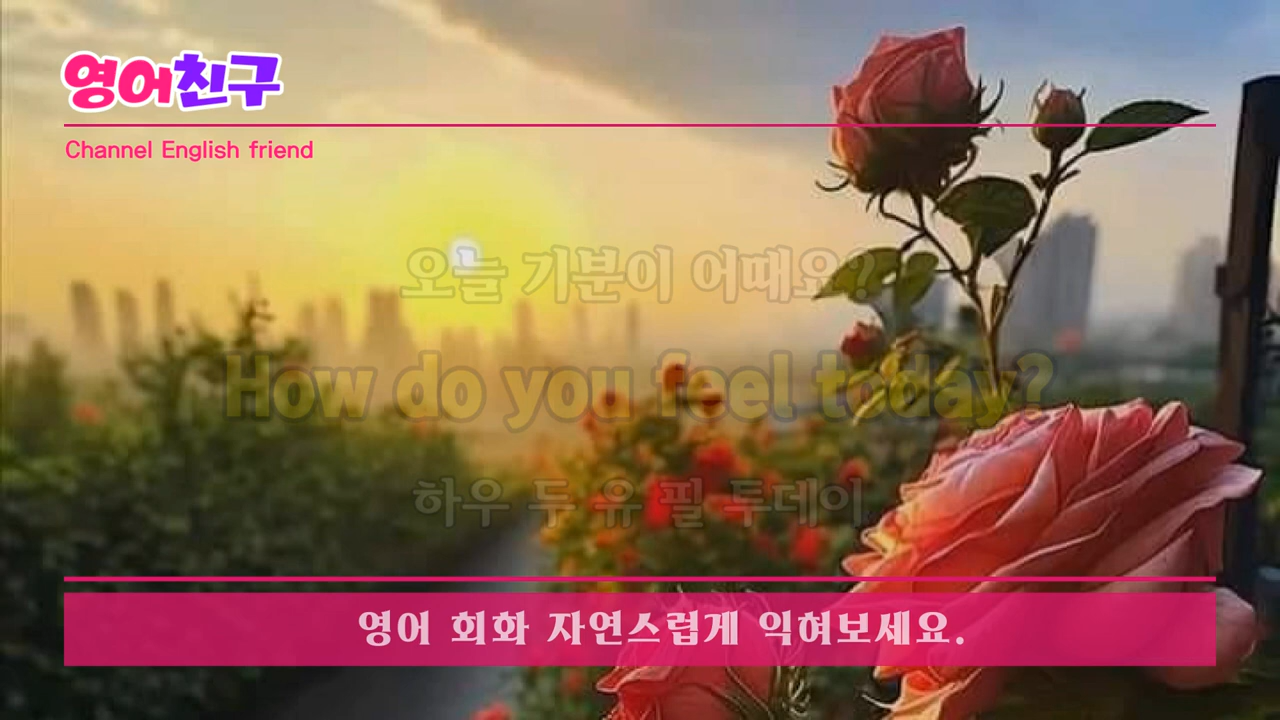 영어친구
Channel English friend
오늘 기분이 어때요?
How do you feel today?
하우 두 유 필 투데이
영어 회화 자연스럽게 익혀보세요.